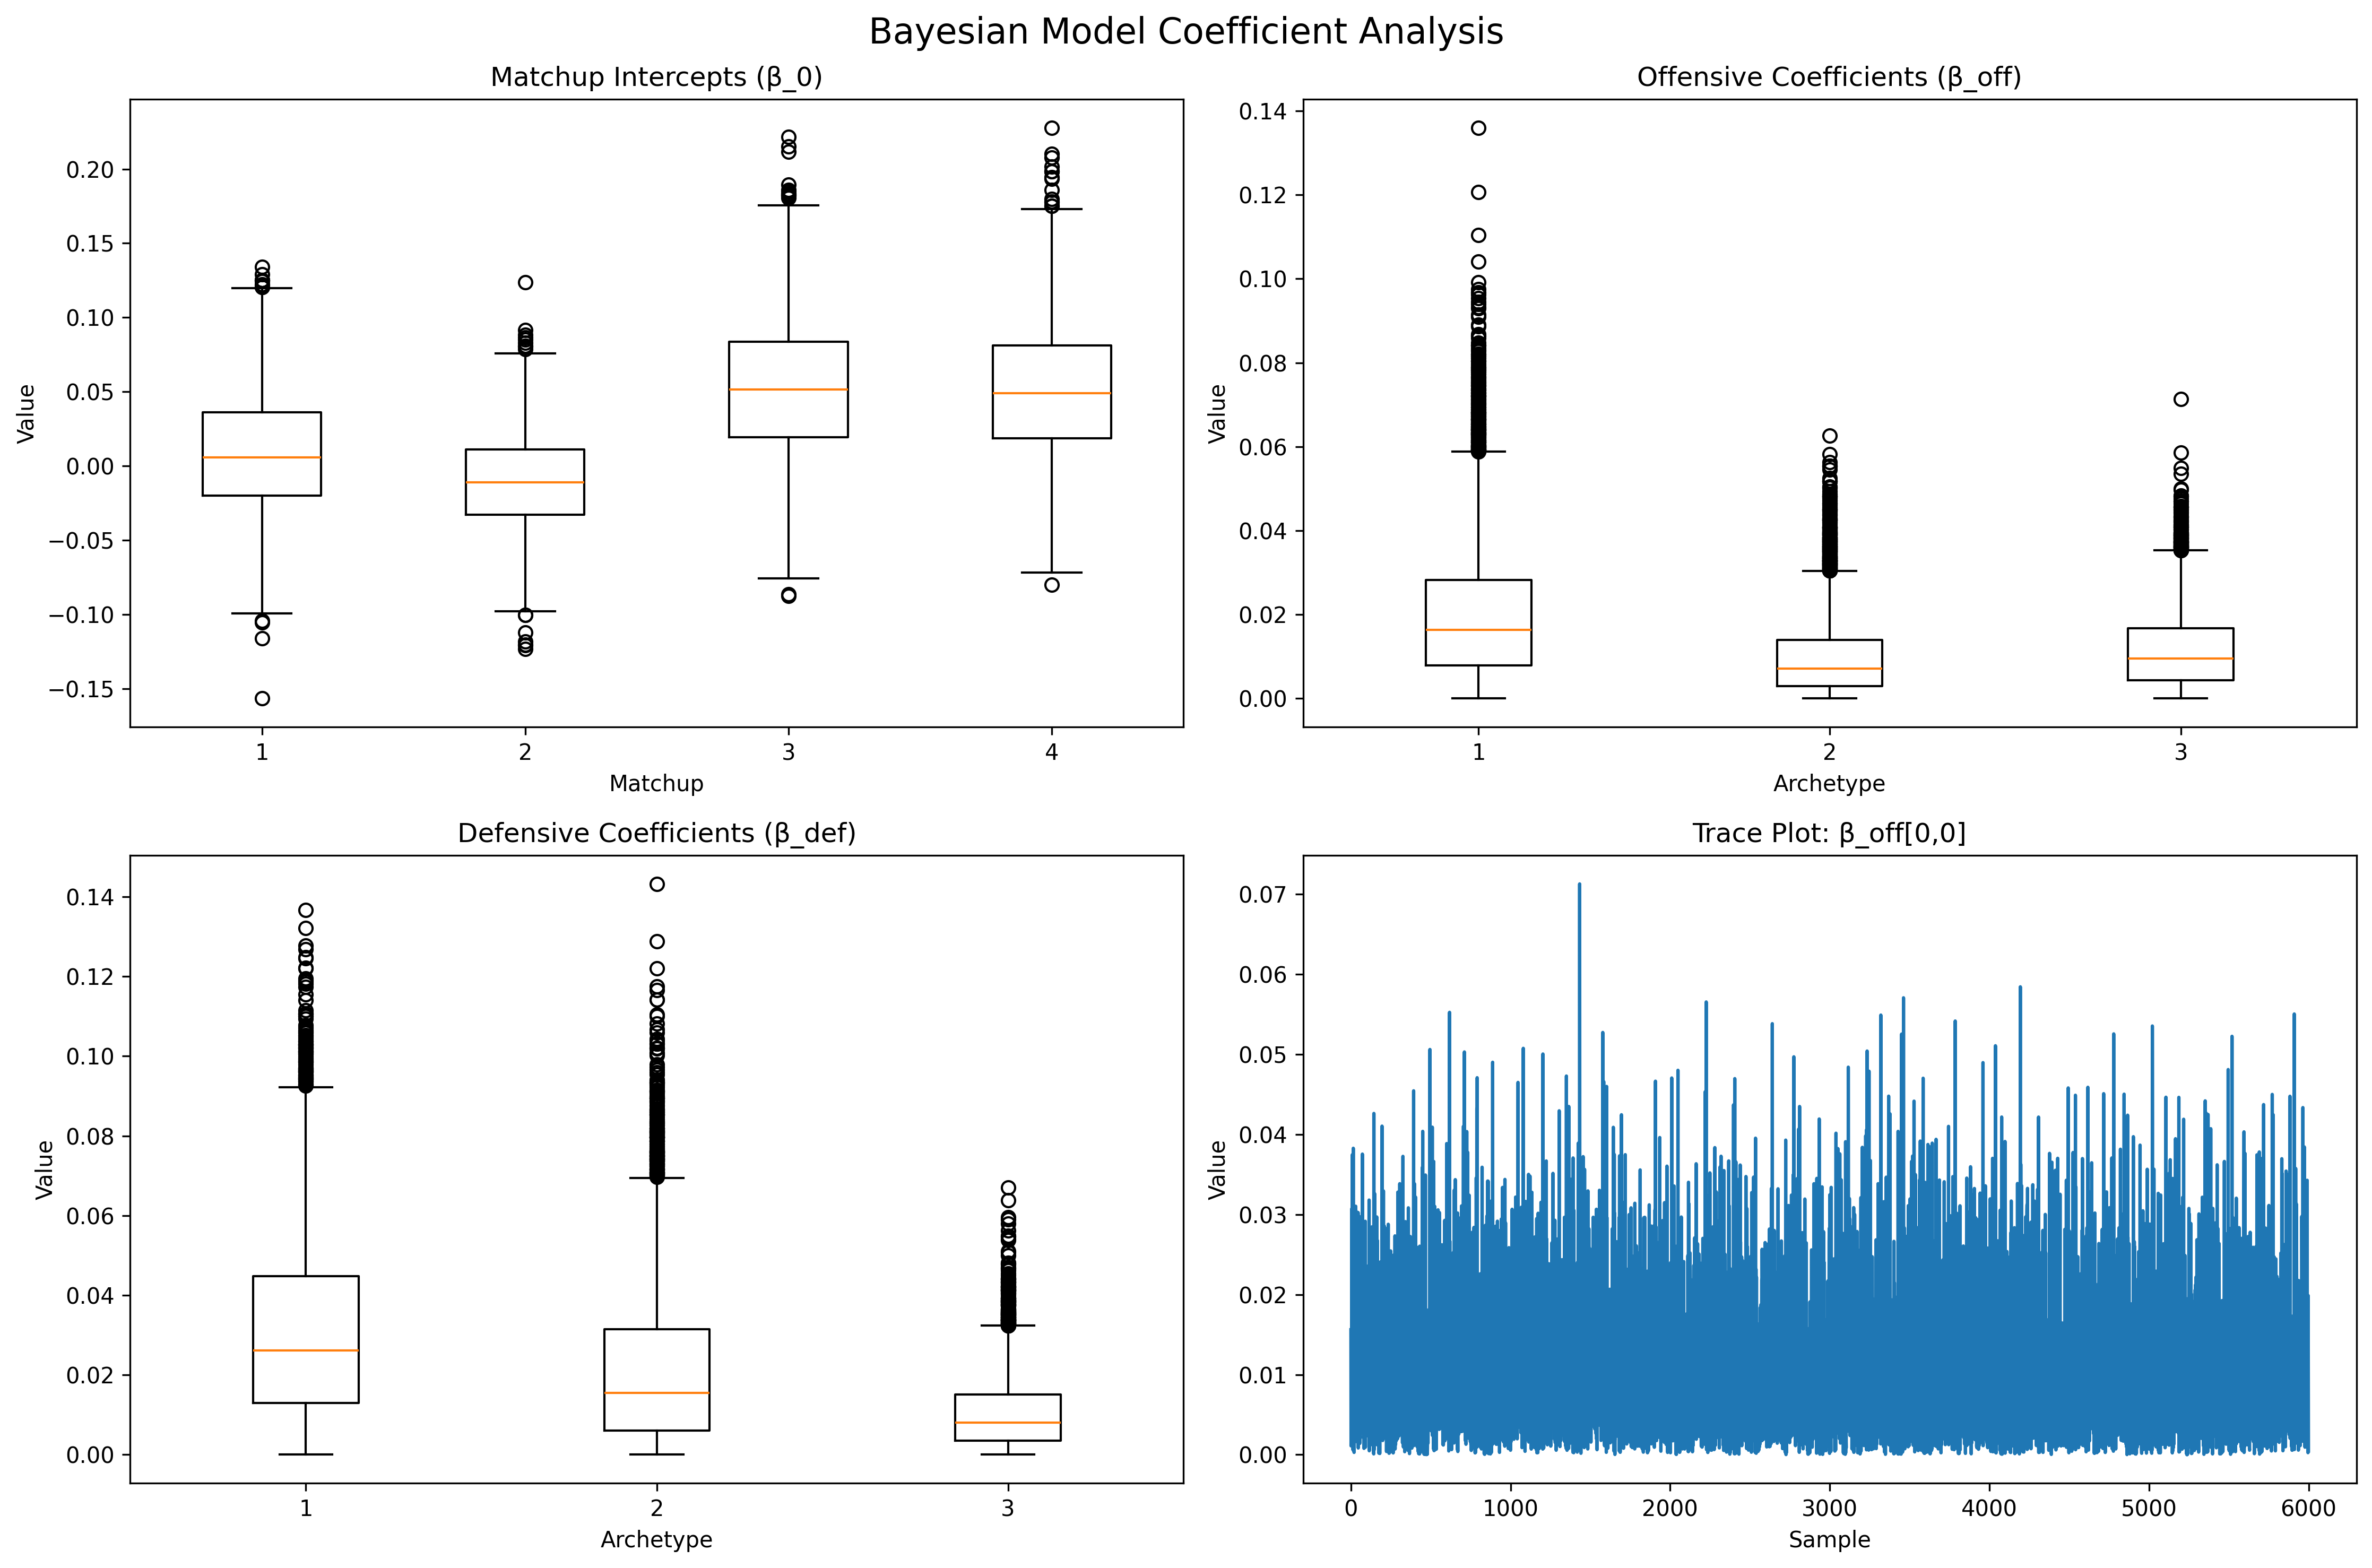 Bayesian Model Coefficient Analysis
Matchup Intercepts (β_0)
Value
0.20
0.15
0.10
0.05
0.00
−0.05
−0.10
−0.15
1 2 3 4
Matchup
Offensive Coefficients (β_off)
Value
0.14
0.12
0.10
0.08
0.06
0.04
0.02
0.00
1 2 3
Archetype
Defensive Coefficients (β_def)
Value
0.14
0.12
0.10
0.08
0.06
0.04
0.02
0.00
1 2 3
Archetype
Trace Plot: β_off[0,0]
Value
0.07
0.06
0.05
0.04
0.03
0.02
0.01
0.00
0 1000 2000 3000 4000 5000 6000
Sample